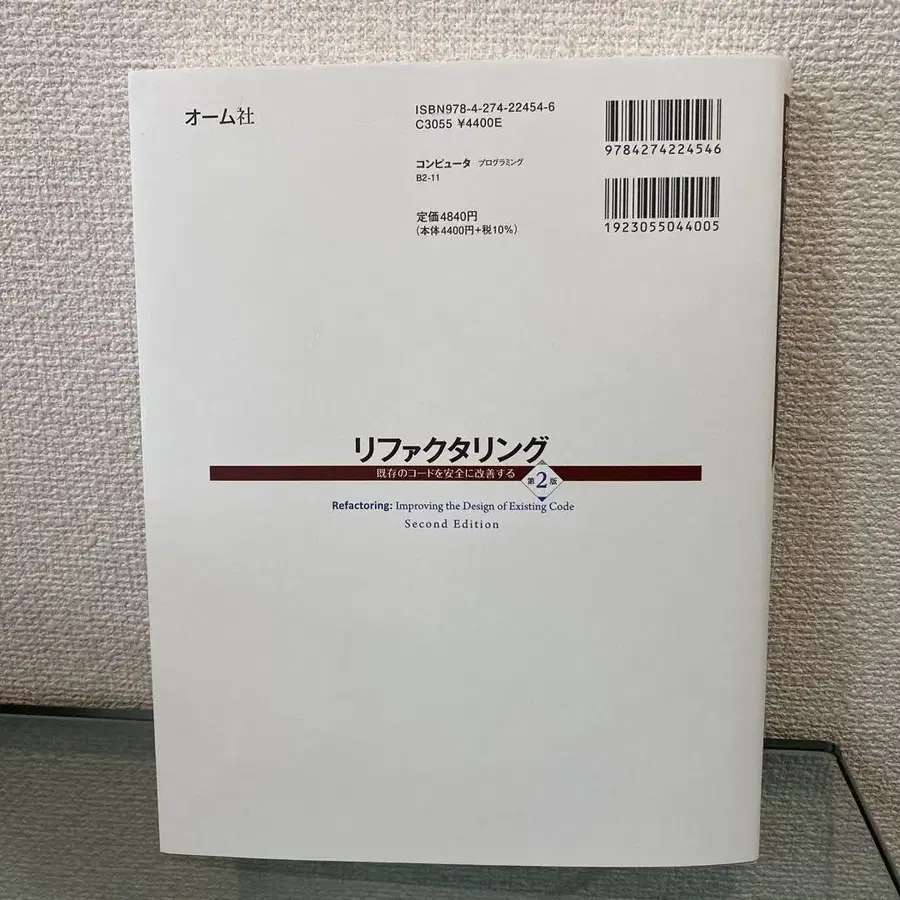 オーム社
ISBN978-4-274-22454-6
C3055 ¥4400E
コンピュータ プログラミング
B2-11
定価4840円
(本体4400円+税10%)
9784274224546
1923055044005
リファクタリング
既存のコードを安全に改善する
第2版
Refactoring: Improving the Design of Existing Code
Second Edition